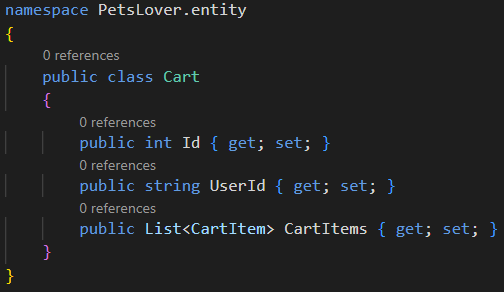 namespace PetsLover.entity
{
0 references
public class Cart
{
0 references
public int Id { get; set; }
0 references
public string UserId { get; set; }
0 references
public List<CartItem> CartItems { get; set; }
}
}